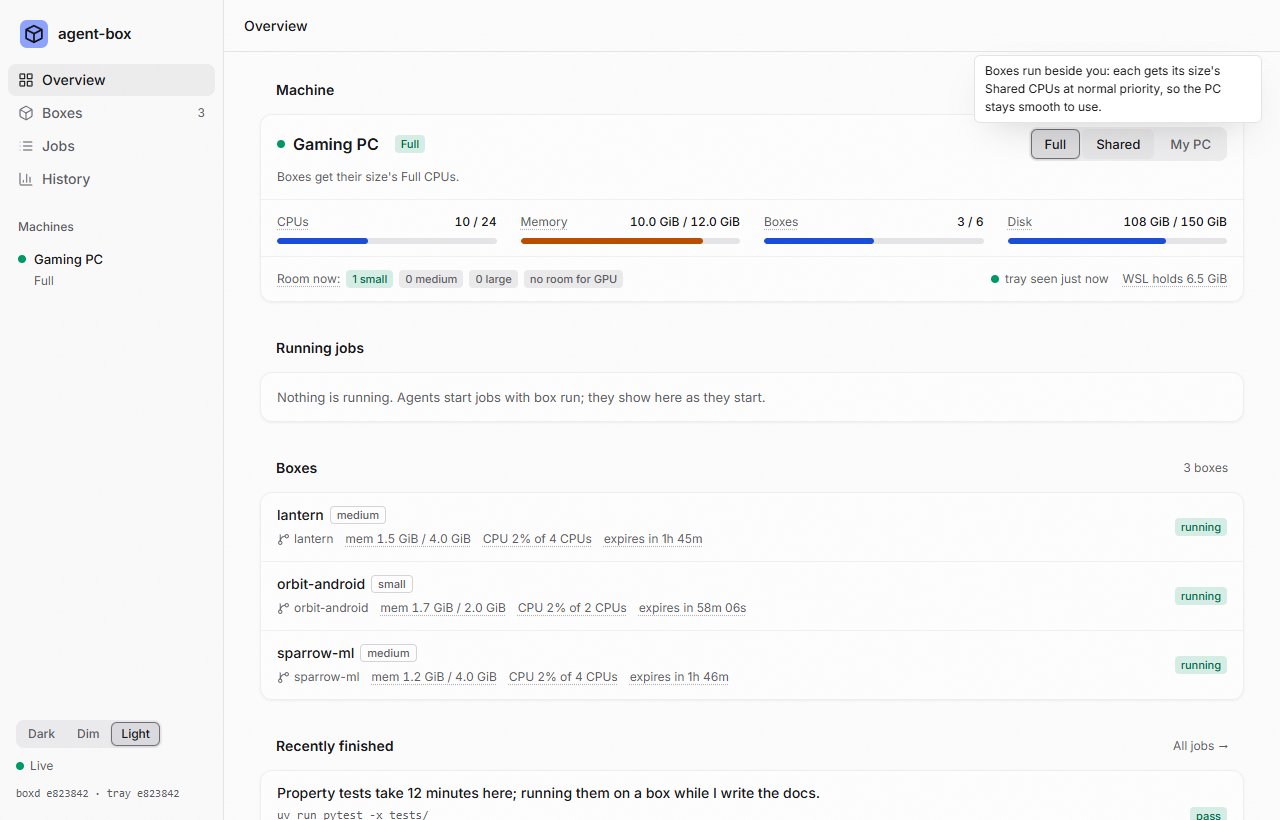 agent-box
Overview
Boxes 3
Jobs
History
Machines
Gaming PC
Full
Dark Dim Light
Live
boxd e823842 · tray e823842
Overview
Machine
Boxes run beside you: each gets its size's
Shared CPUs at normal priority, so the PC
stays smooth to use.
Gaming PC Full
Full Shared My PC
Boxes get their size's Full CPUs.
CPUs 10 / 24
Memory 10.0 GiB / 12.0 GiB
Boxes 3 / 6
Disk 108 GiB / 150 GiB
Room now: 1 small 0 medium 0 large no room for GPU
tray seen just now WSL holds 6.5 GiB
Running jobs
Nothing is running. Agents start jobs with box run; they show here as they start.
Boxes 3 boxes
lantern medium
lantern mem 1.5 GiB / 4.0 GiB CPU 2% of 4 CPUs expires in 1h 45m
running
orbit-android small
orbit-android mem 1.7 GiB / 2.0 GiB CPU 2% of 2 CPUs expires in 58m 06s
running
sparrow-ml medium
sparrow-ml mem 1.2 GiB / 4.0 GiB CPU 2% of 4 CPUs expires in 1h 46m
running
Recently finished All jobs →
Property tests take 12 minutes here; running them on a box while I write the docs.
uv run pytest -x tests/
pass